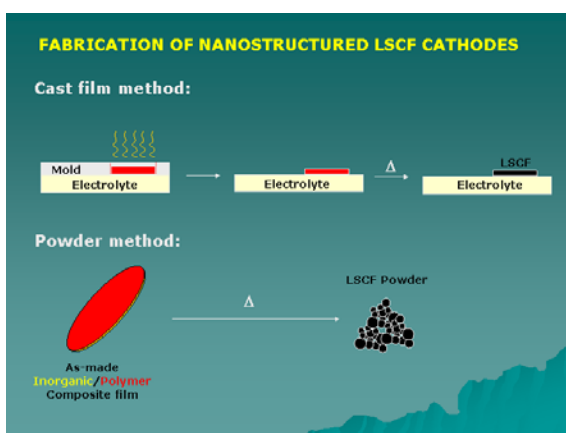 FABRICATION OF NANOSTRUCTURED LSCF CATHODES
Cast film method:
Mold
Electrolyte
Electrolyte
Δ
LSCF
Electrolyte
Powder method:
Δ
LSCF Powder
As-made
Inorganic/Polymer
Composite film